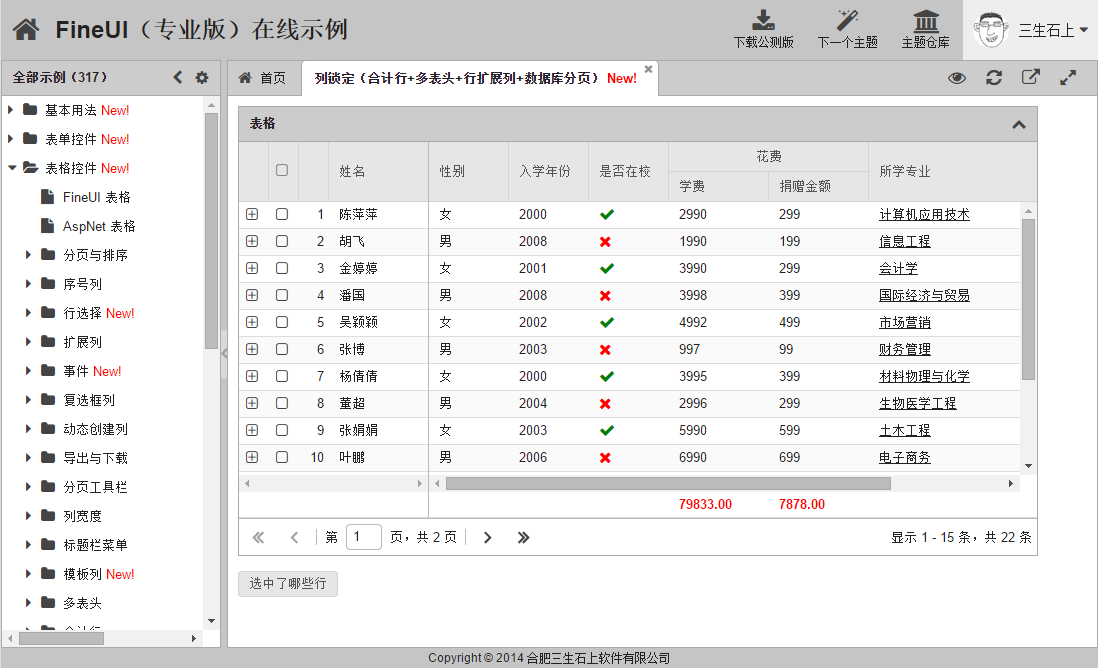 FineUI（专业版）在线示例
下载公测版 下一个主题 主题仓库 三生石上
全部示例（317）
首页 列锁定（合计行+多表头+行扩展列+数据库分页） New!
基本用法 New!
表单控件 New!
表格控件 New!
FineUI 表格
AspNet 表格
分页与排序
序号列
行选择 New!
扩展列
事件 New!
复选框列
动态创建列
导出与下载
分页工具栏
列宽度
标题栏菜单
模板列 New!
多表头
合计行
表格
姓名 性别 入学年份 是否在校 花费 所学专业
学费 捐赠金额
1 陈萍萍 女 2000 2990 299 计算机应用技术
2 胡飞 男 2008 1990 199 信息工程
3 金婷婷 女 2001 3990 299 会计学
4 潘国 男 2008 3998 399 国际经济与贸易
5 吴颖颖 女 2002 4992 499 市场营销
6 张博 男 2003 997 99 财务管理
7 杨倩倩 女 2000 3995 399 材料物理与化学
8 董超 男 2004 2996 299 生物医学工程
9 张娟娟 女 2003 5990 599 土木工程
10 叶鹏 男 2006 6990 699 电子商务
79833.00 7878.00
第 1 页，共 2 页 显示 1 - 15 条，共 22 条
选中了哪些行
Copyright © 2014 合肥三生石上软件有限公司